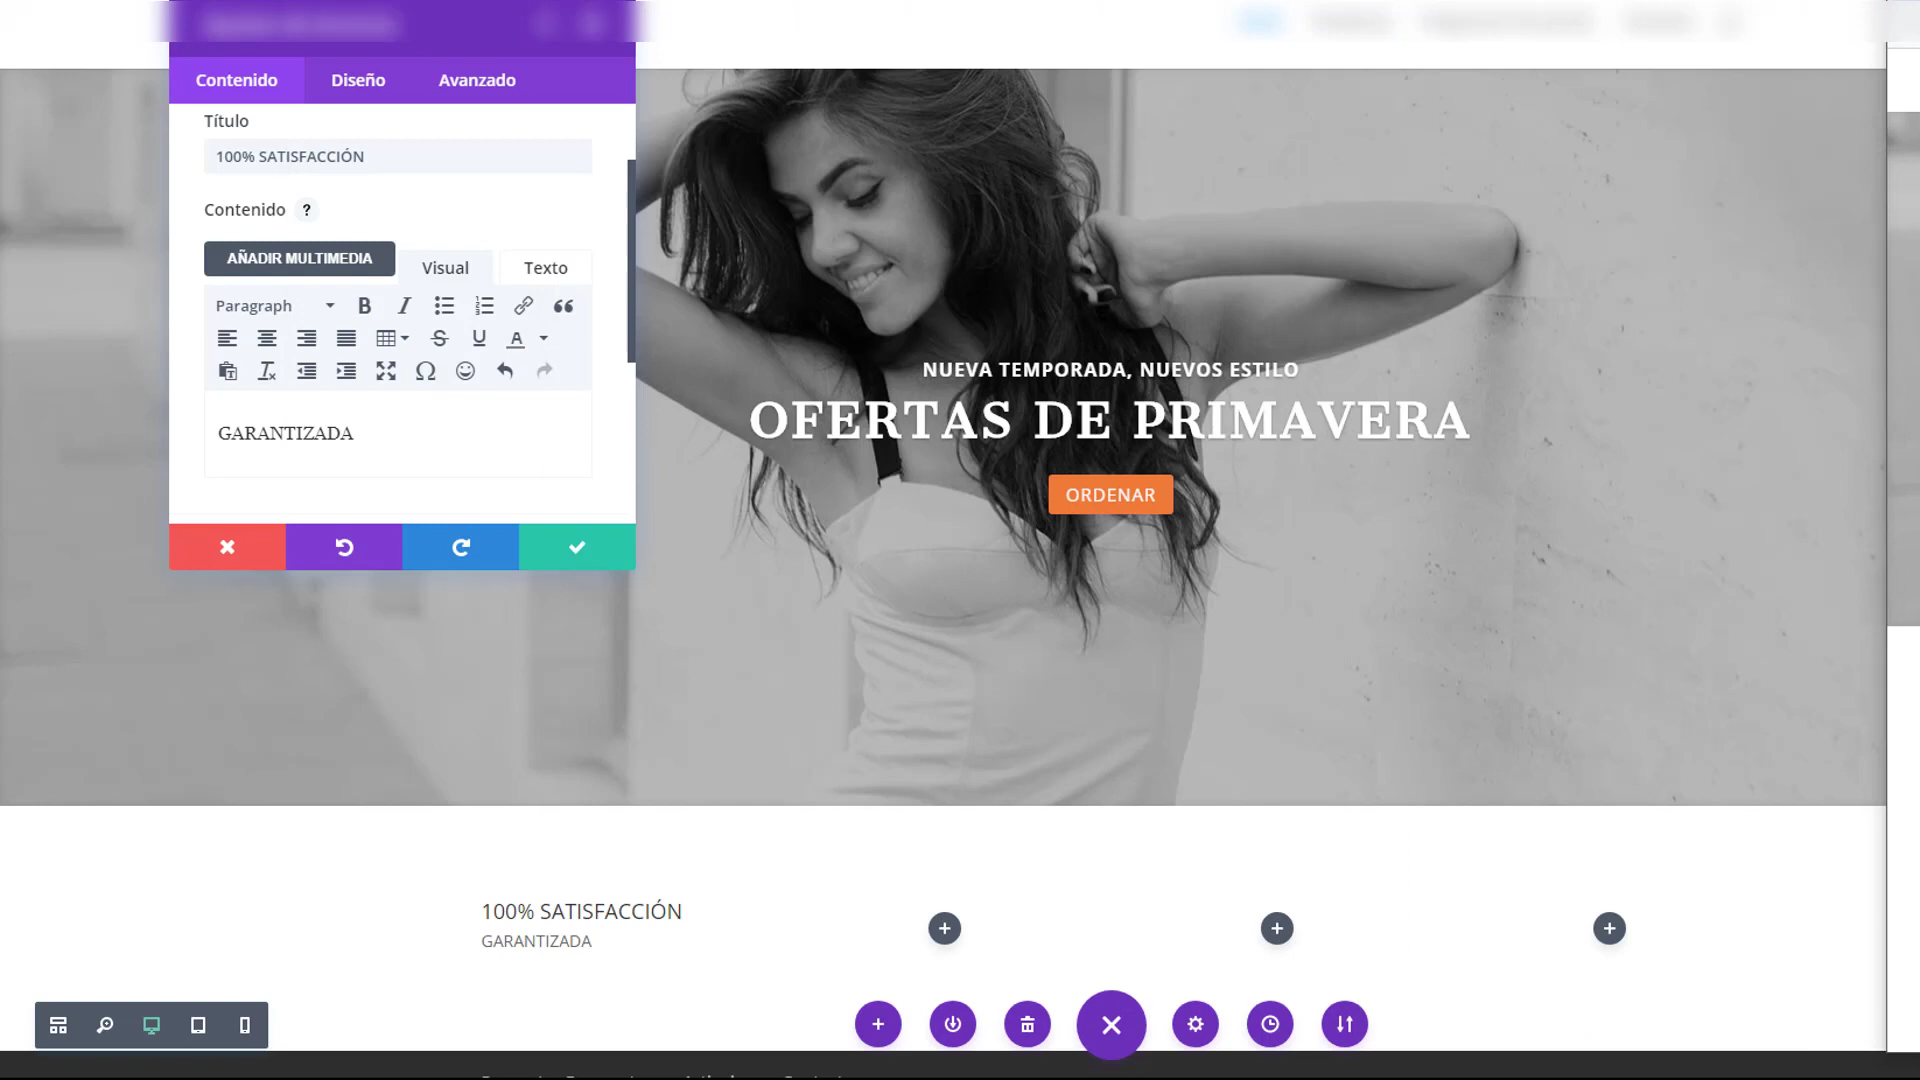 Contenido Diseño Avanzado
Título
100% SATISFACCIÓN
Contenido ?
AÑADIR MULTIMEDIA Visual Texto
Paragraph
GARANTIZADA
NUEVA TEMPORADA, NUEVOS ESTILO
OFERTAS DE PRIMAVERA
ORDENAR
100% SATISFACCIÓN
GARANTIZADA